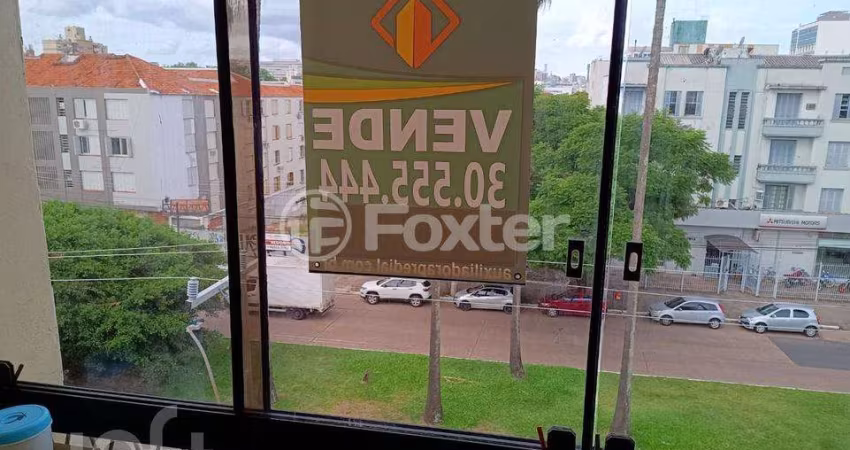 VENDE
30.555.444
Foxter
auxiliadorapredial.com.br
MITSUBISHI MOTORS